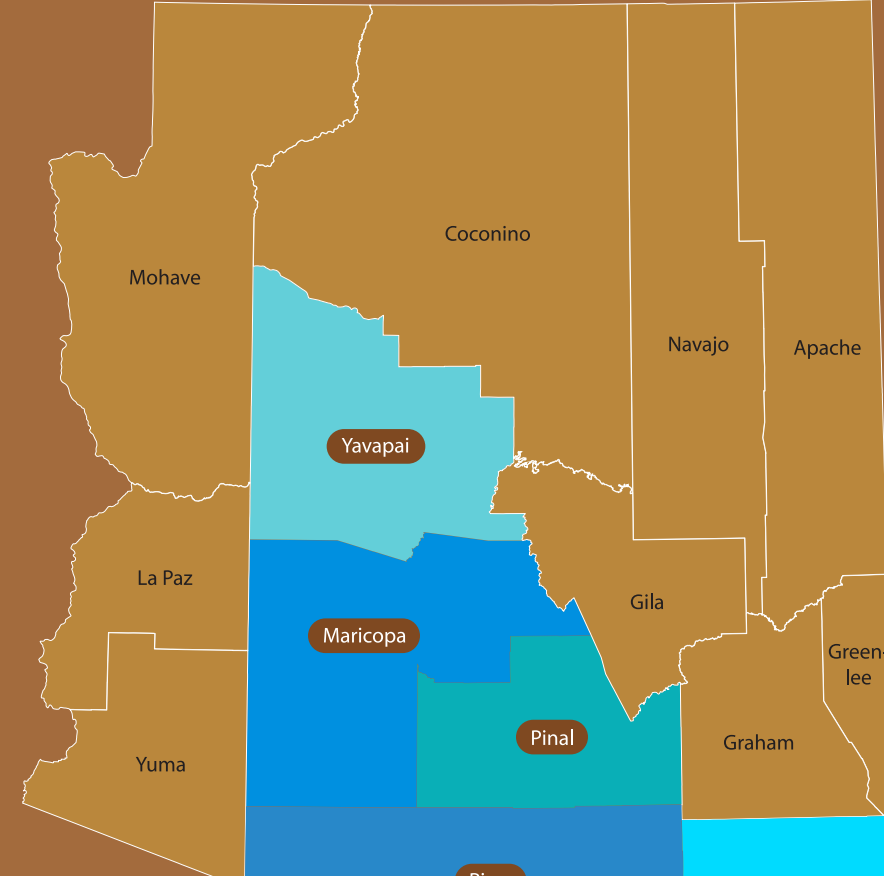 Coconino
Mohave
Navajo
Apache
Yavapai
La Paz
Gila
Maricopa
Green-
lee
Pinal
Graham
Yuma